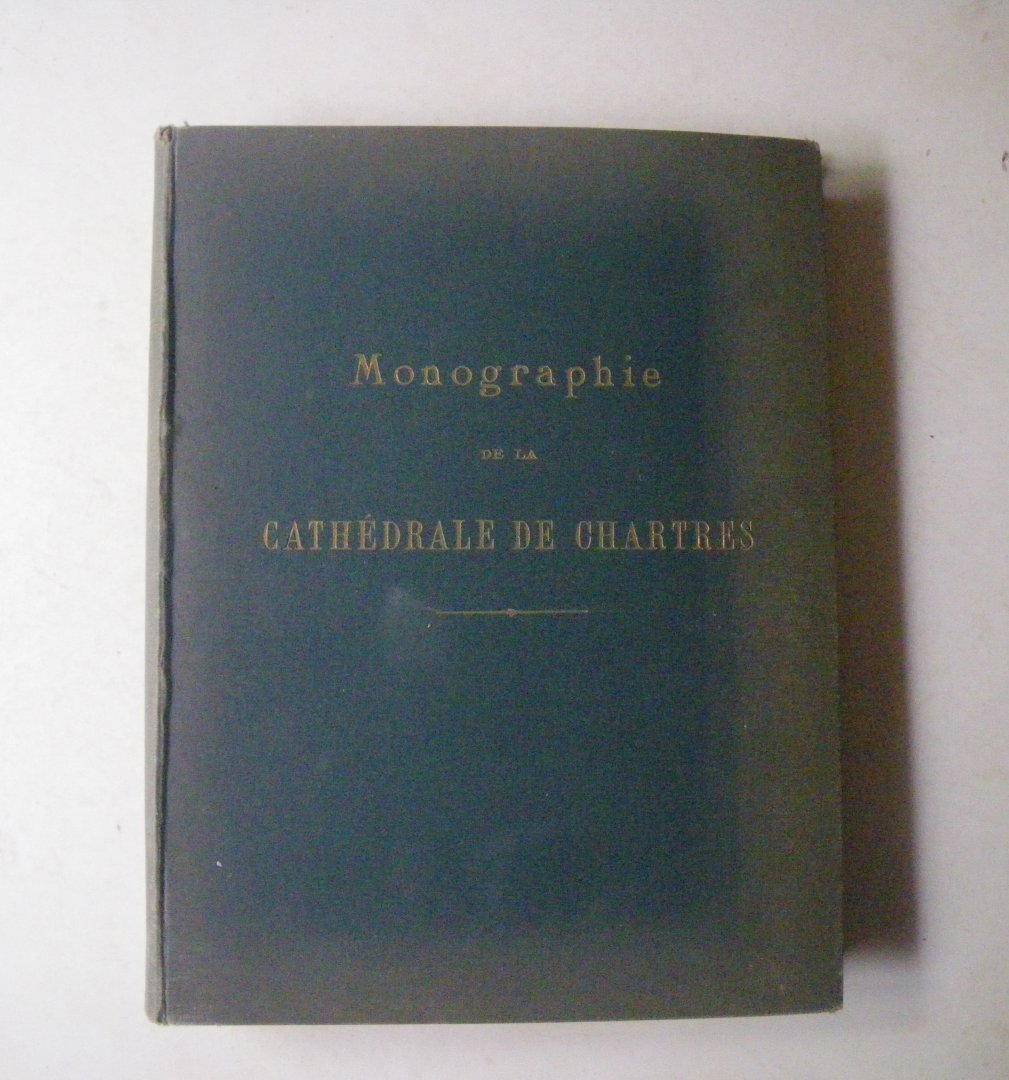 Monographie
DE LA
CATHÉDRALE DE CHARTRES